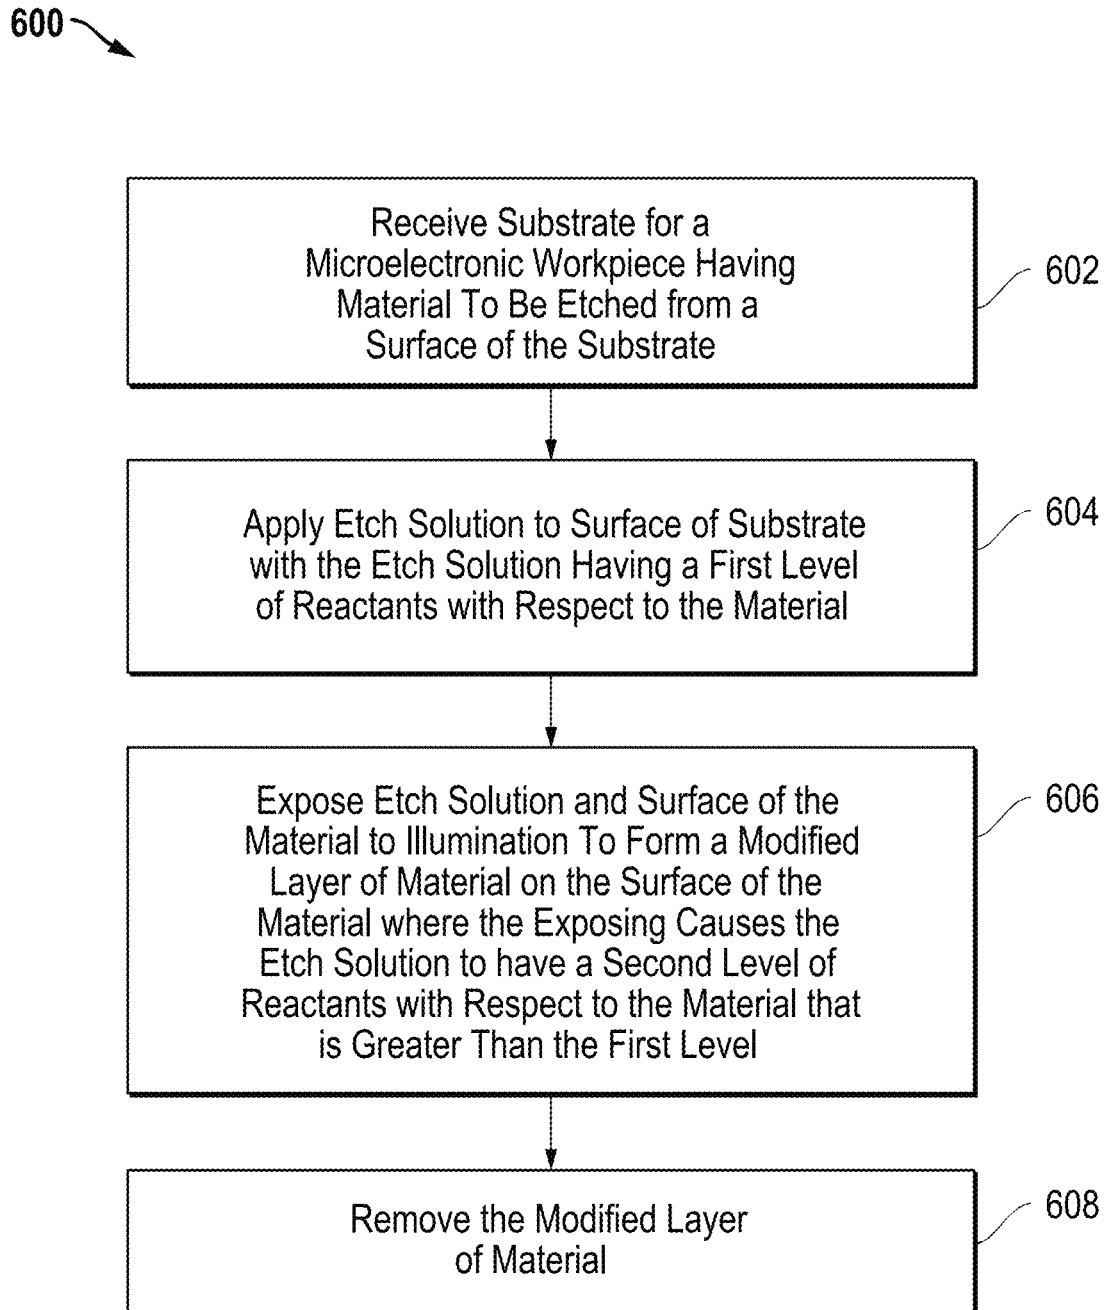 600
Receive Substrate for a
Microelectronic Workpiece Having
Material To Be Etched from a
Surface of the Substrate
602
Apply Etch Solution to Surface of Substrate
with the Etch Solution Having a First Level
of Reactants with Respect to the Material
604
Expose Etch Solution and Surface of the
Material to Illumination To Form a Modified
Layer of Material on the Surface of the
Material where the Exposing Causes the
Etch Solution to have a Second Level of
Reactants with Respect to the Material that
is Greater Than the First Level
606
Remove the Modified Layer
of Material
608